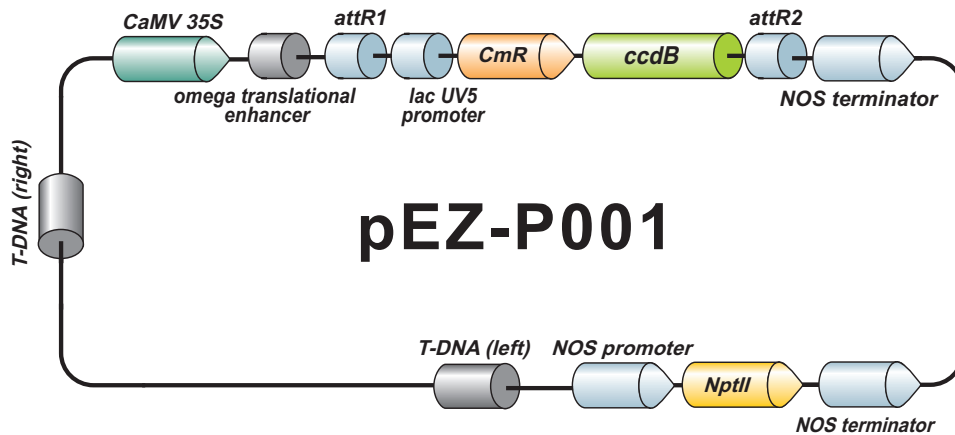 CaMV 35S
attR1
attR2
CmR
ccdB
omega translational
enhancer
lac UV5
promoter
NOS terminator
T-DNA (right)
pEZ-P001
T-DNA (left)
NOS promoter
NptII
NOS terminator